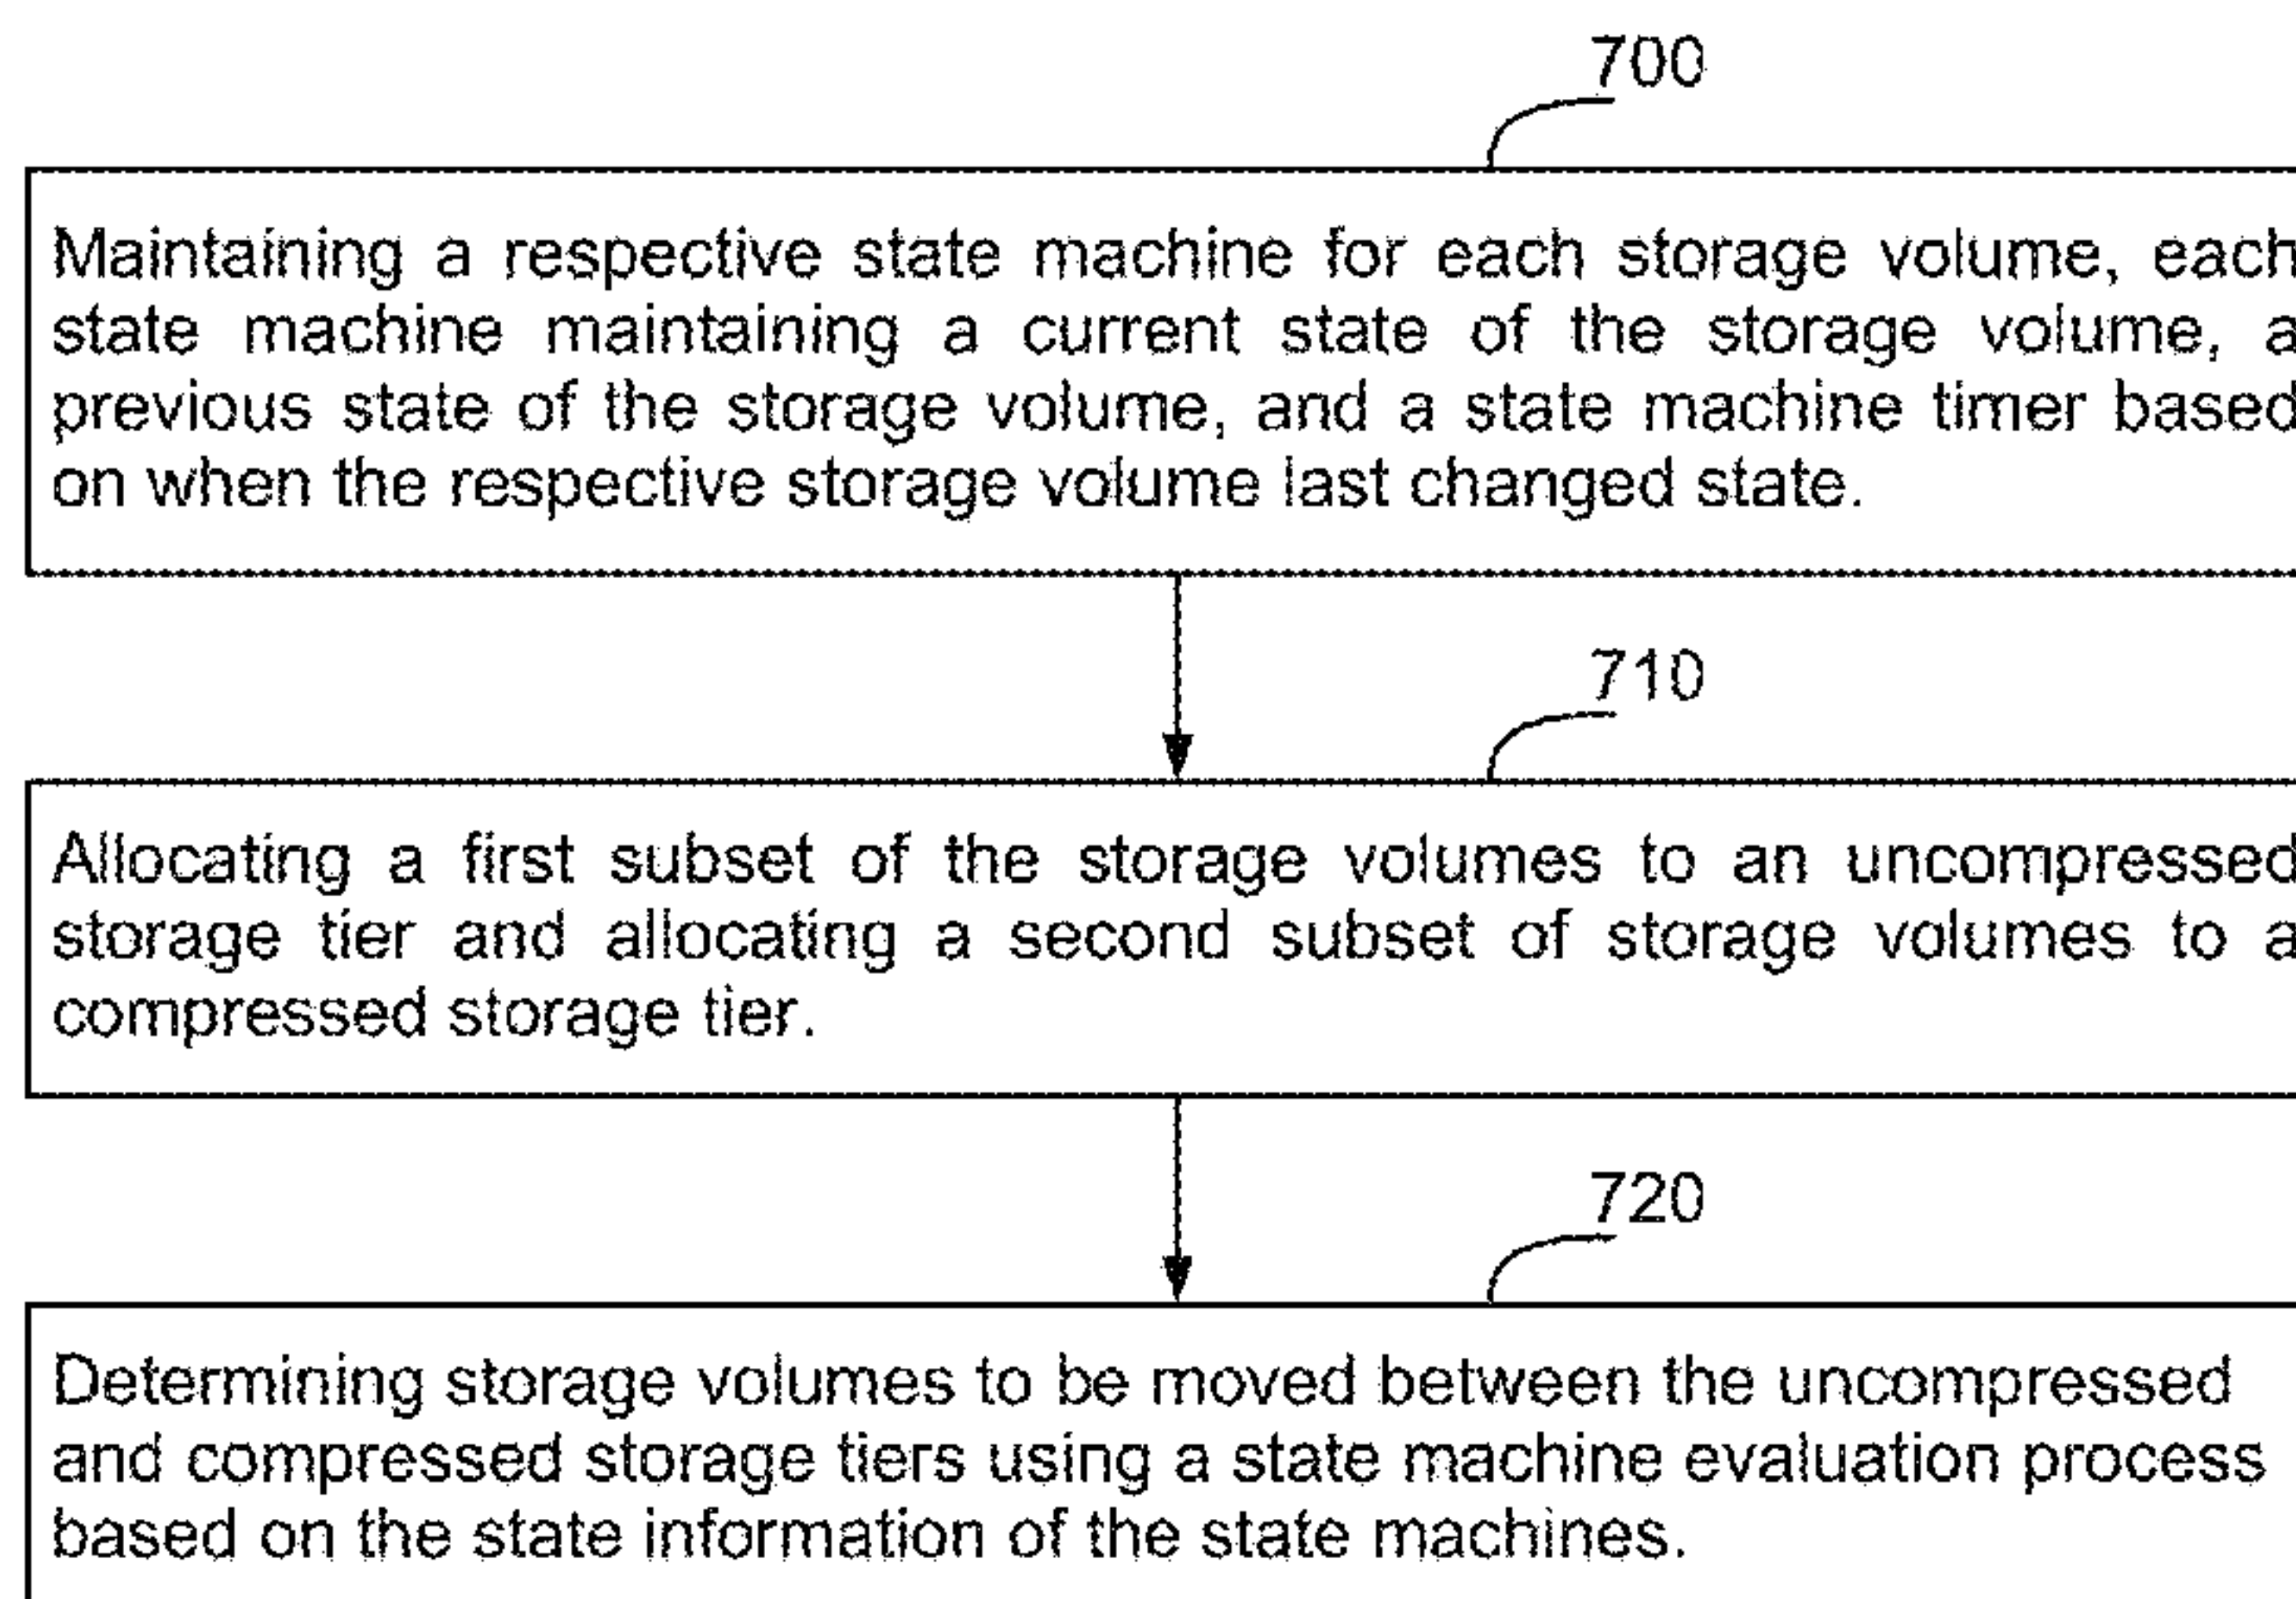 700
Maintaining a respective state machine for each storage volume, each
state machine maintaining a current state of the storage volume, a
previous state of the storage volume, and a state machine timer based
on when the respective storage volume last changed state.
710
Allocating a first subset of the storage volumes to an uncompressed
storage tier and allocating a second subset of storage volumes to a
compressed storage tier.
720
Determining storage volumes to be moved between the uncompressed
and compressed storage tiers using a state machine evaluation process
based on the state information of the state machines.